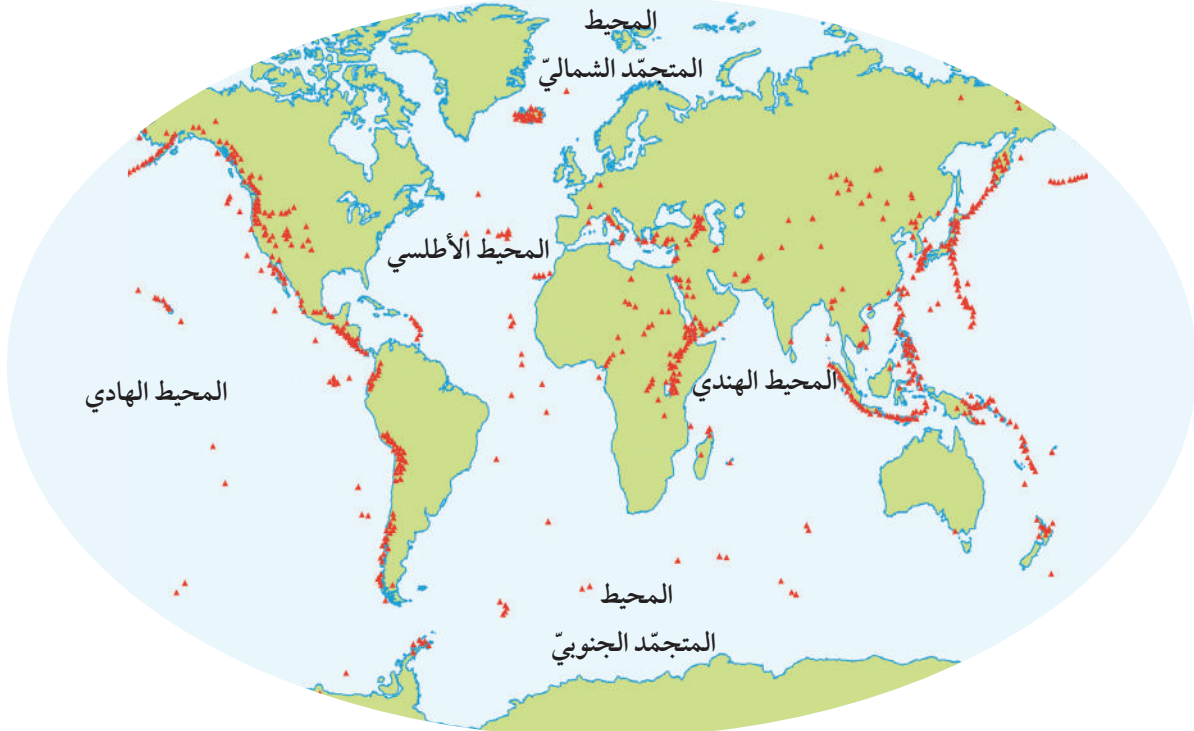 المحيط
المتجمّد الشماليّ
المحيط الأطلسي
المحيط الهندي
المحيط الهادي
المحيط
المتجمّد الجنوبيّ